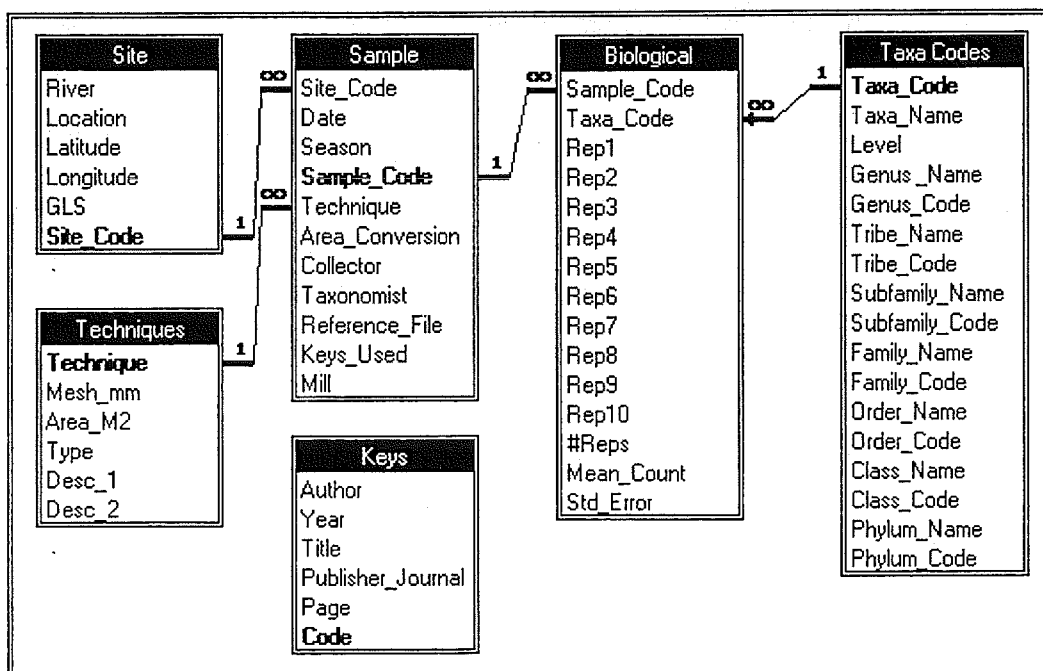 Site
River
Location
Latitude
Longitude
GLS
Site_Code
1
Techniques
Technique
Mesh_mm
Area_M2
Type
Desc_1
Desc_2
1
Sample
Site_Code
Date
Season
Sample_Code
Technique
Area_Conversion
Collector
Taxonomist
Reference_File
Keys_Used
Mill
∞
∞
1
Keys
Author
Year
Title
Publisher_Journal
Page
Code
Biological
Sample_Code
Taxa_Code
Rep1
Rep2
Rep3
Rep4
Rep5
Rep6
Rep7
Rep8
Rep9
Rep10
#Reps
Mean_Count
Std_Error
∞
∞
1
Taxa Codes
Taxa_Code
Taxa_Name
Level
Genus _Name
Genus_Code
Tribe_Name
Tribe_Code
Subfamily_Name
Subfamily_Code
Family_Name
Family_Code
Order_Name
Order_Code
Class_Name
Class_Code
Phylum_Name
Phylum_Code